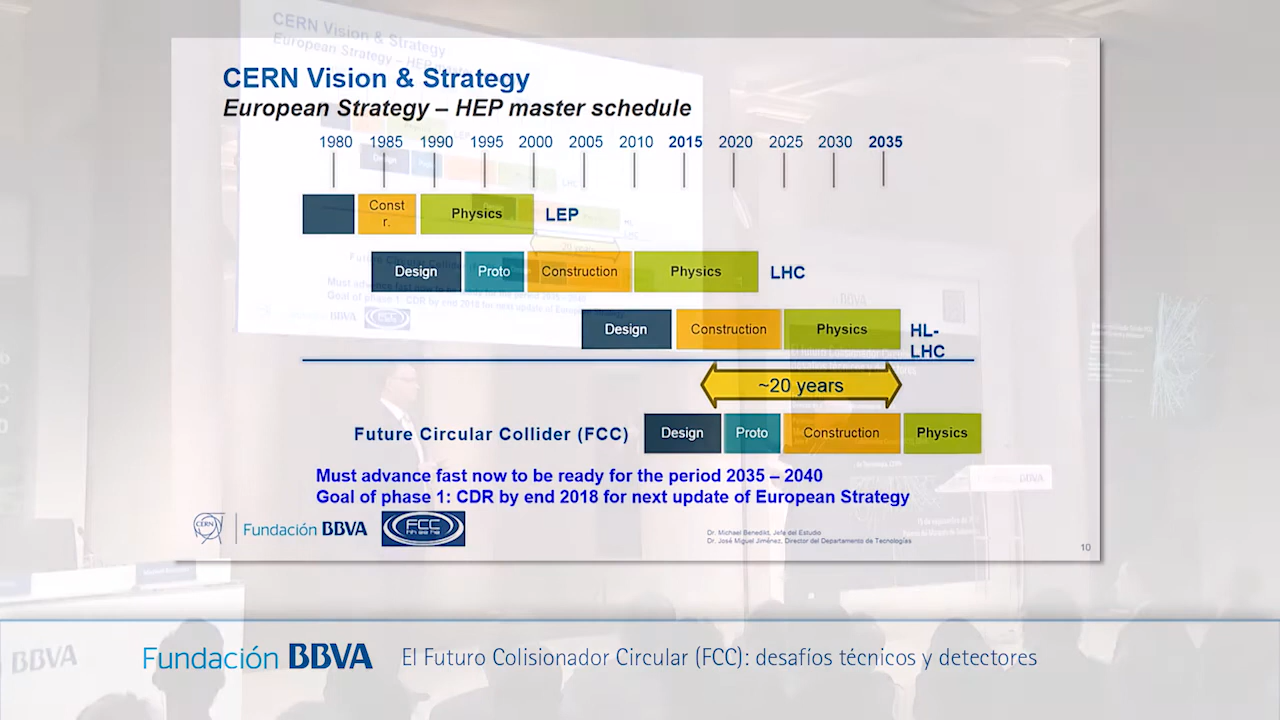 CERN Vision & Strategy
European Strategy – HEP master schedule
1980 1985 1990 1995 2000 2005 2010 2015 2020 2025 2030 2035
Const
r.
Physics
LEP
Design
Proto
Construction
Physics
LHC
Design
Construction
Physics
HL-
LHC
~20 years
Future Circular Collider (FCC)
Design
Proto
Construction
Physics
Must advance fast now to be ready for the period 2035 – 2040
Goal of phase 1: CDR by end 2018 for next update of European Strategy
CERN
Fundación BBVA
FCC
hh ee he
Dr. Michael Benedikt, Jefe del Estudio
Dr. José Miguel Jiménez, Director del Departamento de Tecnologías
10
BBVA
Fundación BBVA
El Futuro Colisionador Circular (FCC): desafíos técnicos y detectores